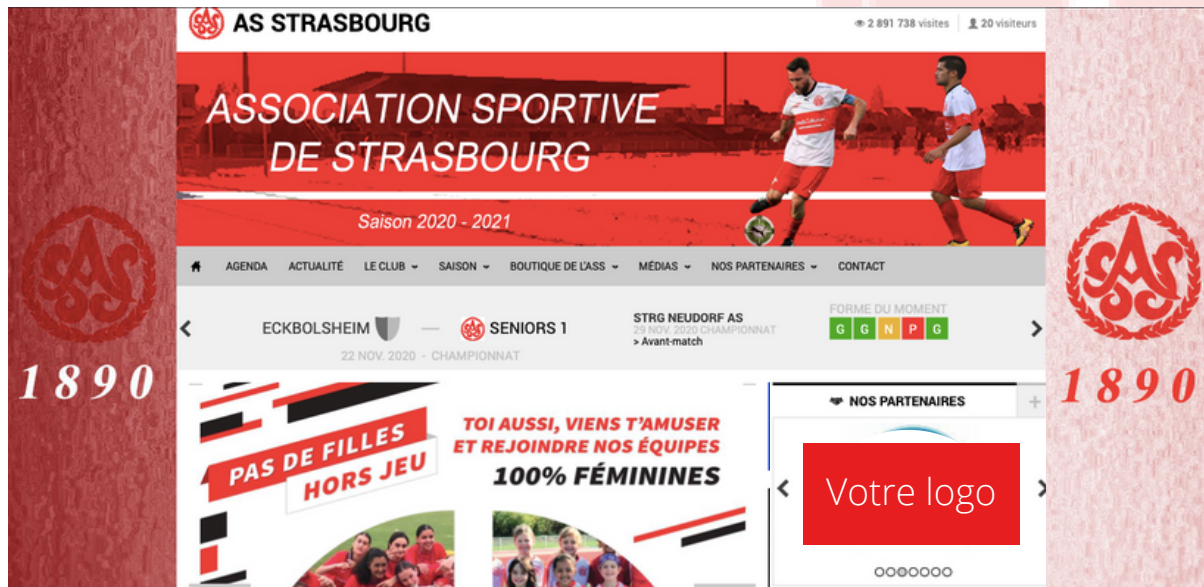 AS STRASBOURG
2 891 738 visites
20 visiteurs
ASSOCIATION SPORTIVE
DE STRASBOURG
Saison 2020 - 2021
AGENDA ACTUALITÉ LE CLUB SAISON BOUTIQUE DE L'ASS MÉDIAS NOS PARTENAIRES CONTACT
ECKBOLSHEIM — SENIORS 1
22 NOV. 2020 - CHAMPIONNAT
STRG NEUDORF AS
29 NOV. 2020 CHAMPIONNAT
> Avant-match
FORME DU MOMENT
G G N P G
1890
1890
PAS DE FILLES
HORS JEU
TOI AUSSI, VIENS T'AMUSER
ET REJOINDRE NOS ÉQUIPES
100% FÉMININES
NOS PARTENAIRES
+
Votre logo